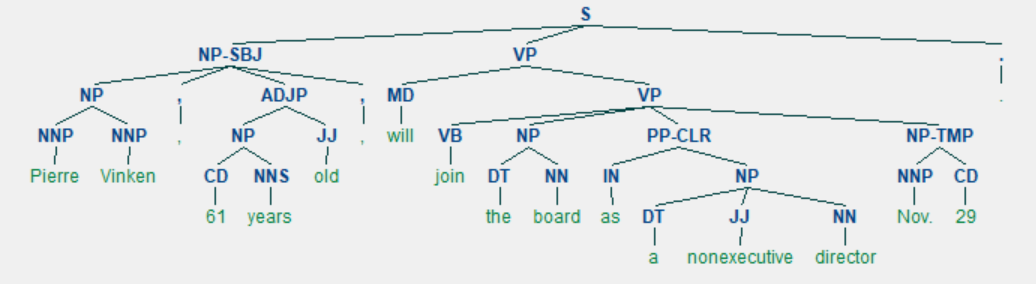 S
NP-SBJ VP .
NP , ADJP , MD VP .
NNP NNP , NP JJ , will VB NP PP-CLR NP-TMP
Pierre Vinken CD NNS old join DT NN IN NP NNP CD
61 years the board as DT JJ NN Nov. 29
a nonexecutive director